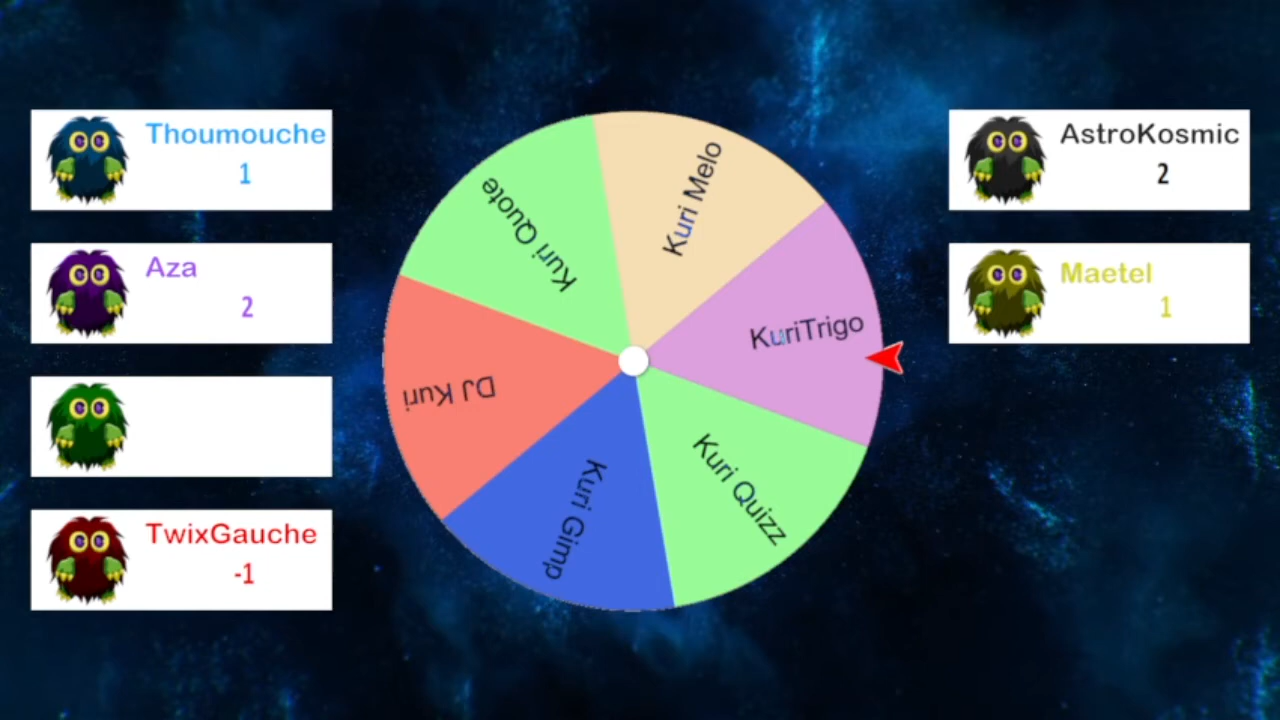 Thoumouche
1
Aza
2
TwixGauche
-1
Kuri Melo
KuriTrigo
Kuri Quizz
Kuri Gimp
DJ Kuri
Kuri Quote
AstroKosmic
2
Maetel
1